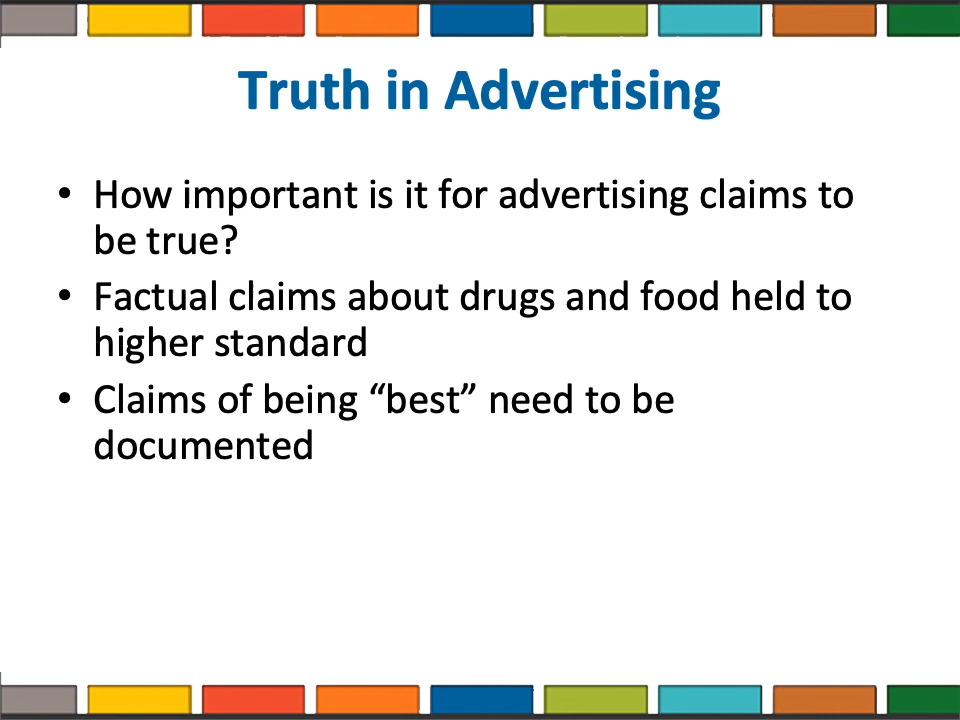 Truth in Advertising
• How important is it for advertising claims to
be true?
• Factual claims about drugs and food held to
higher standard
• Claims of being “best” need to be
documented